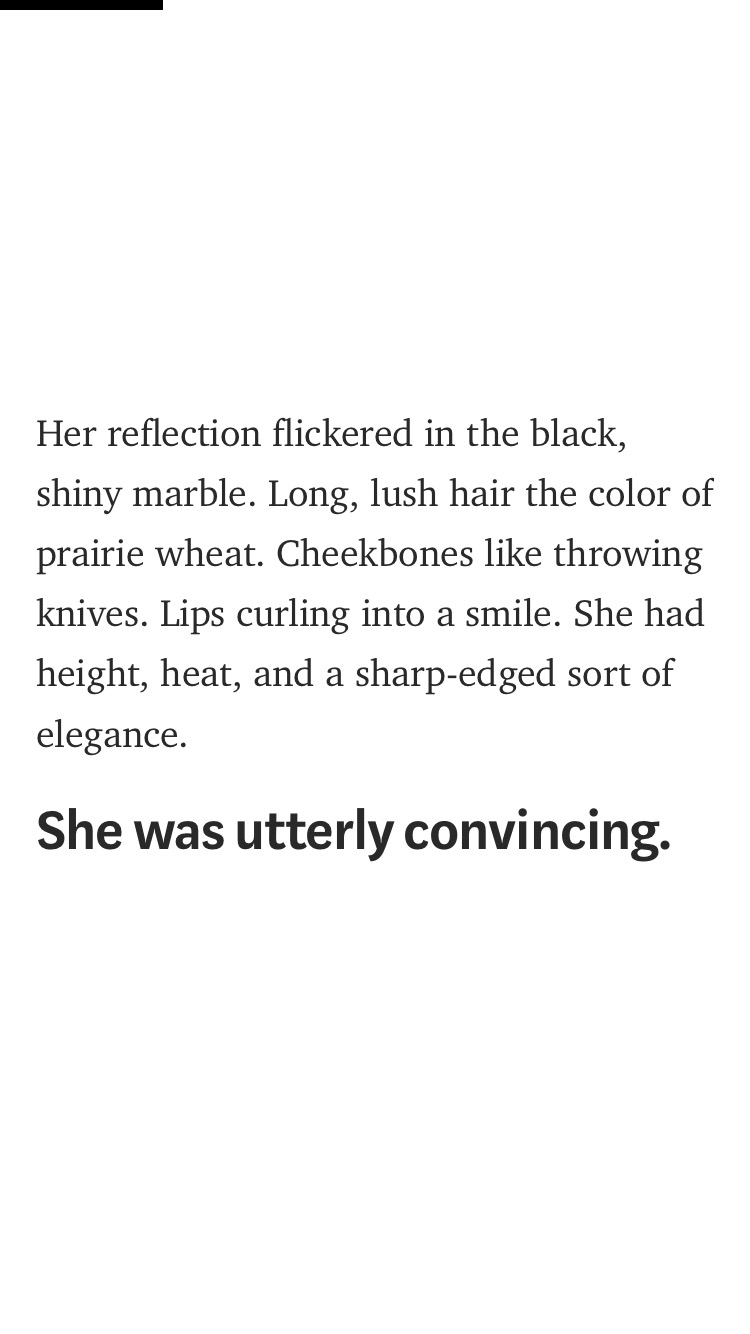 Her reflection flickered in the black,
shiny marble. Long, lush hair the color of
prairie wheat. Cheekbones like throwing
knives. Lips curling into a smile. She had
height, heat, and a sharp-edged sort of
elegance.
She was utterly convincing.